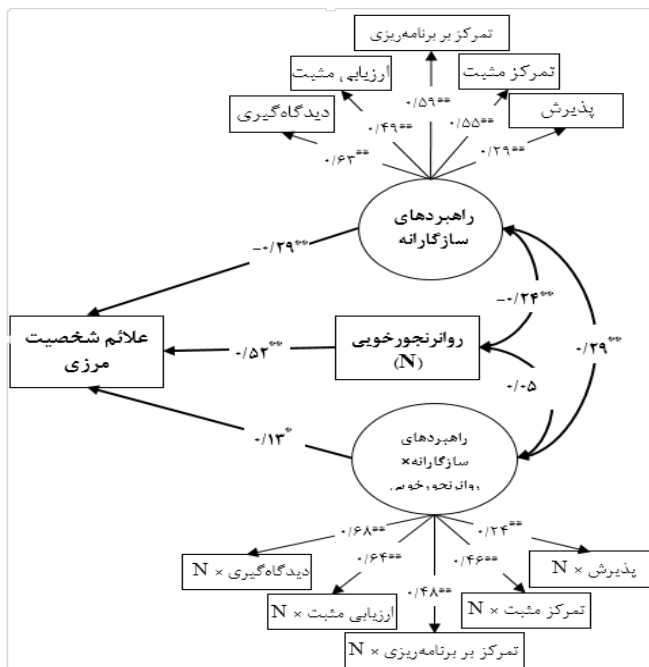 تمرکز بر برنامه‌ریزی
ارزیابی مثبت
تمرکز مثبت
دیدگاه‌گیری
پذیرش
۰/۶۳**
۰/۴۹**
۰/۵۹**
۰/۵۵**
۰/۲۹**
راهبردهای
سازگارانه
-۰/۲۹**
-۰/۲۴**
۰/۲۹**
علائم شخصیت
مرزی
۰/۵۲**
روانرنجورخویی
(N)
۰/۰۵
۰/۱۳*
راهبردهای
سازگارانه×
روانرنجورخویی
۰/۶۸**
۰/۶۴**
۰/۴۸**
۰/۴۶**
۰/۲۴**
دیدگاه‌گیری × N
پذیرش × N
ارزیابی مثبت × N
تمرکز مثبت × N
تمرکز بر برنامه‌ریزی × N